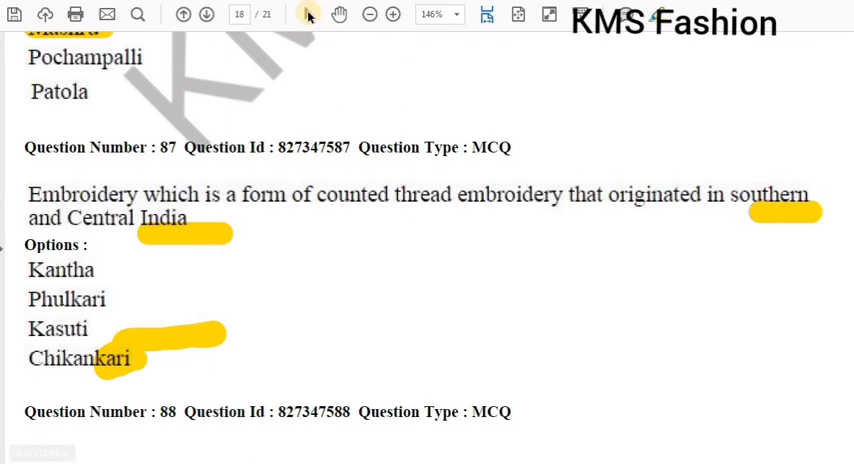 18 / 21
146%
KMS Fashion
Mashru
Pochampalli
Patola
Question Number : 87 Question Id : 827347587 Question Type : MCQ
Embroidery which is a form of counted thread embroidery that originated in southern
and Central India
Options :
Kantha
Phulkari
Kasuti
Chikankari
Question Number : 88 Question Id : 827347588 Question Type : MCQ